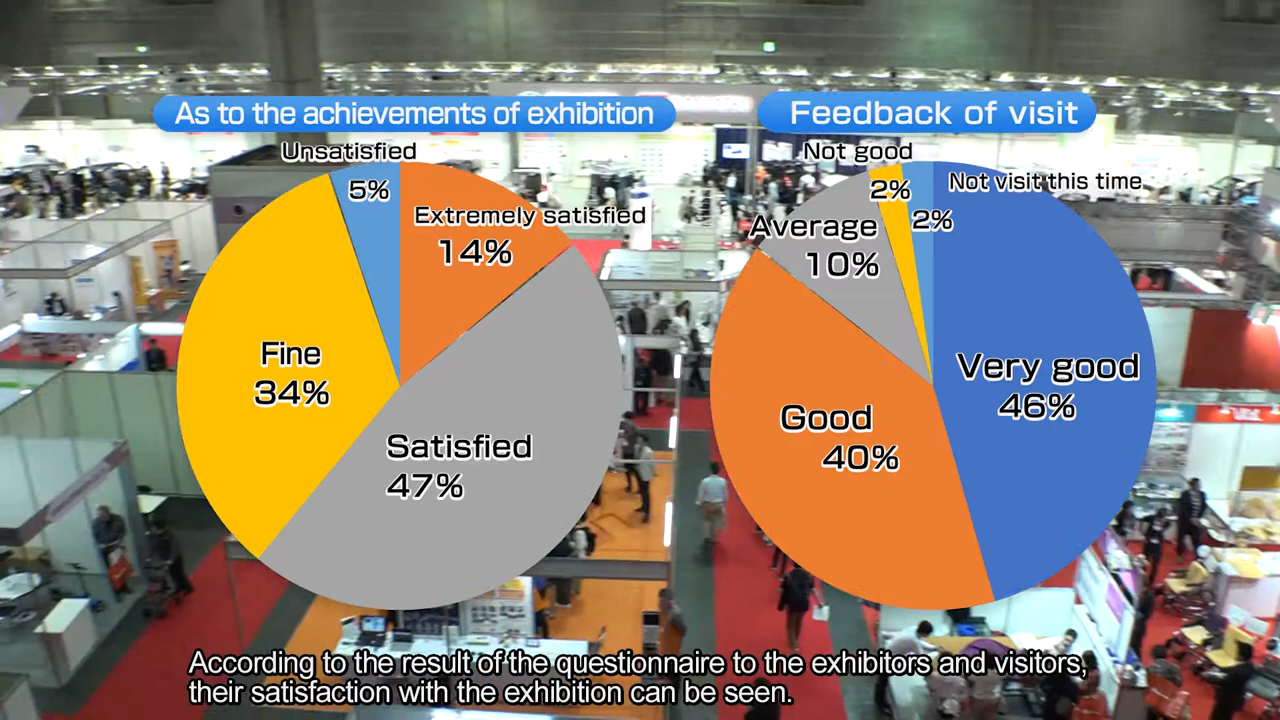 As to the achievements of exhibition
Unsatisfied
5%
Extremely satisfied
14%
Fine
34%
Satisfied
47%
Feedback of visit
Not good
2%
Not visit this time
2%
Average
10%
Very good
46%
Good
40%
According to the result of the questionnaire to the exhibitors and visitors,
their satisfaction with the exhibition can be seen.